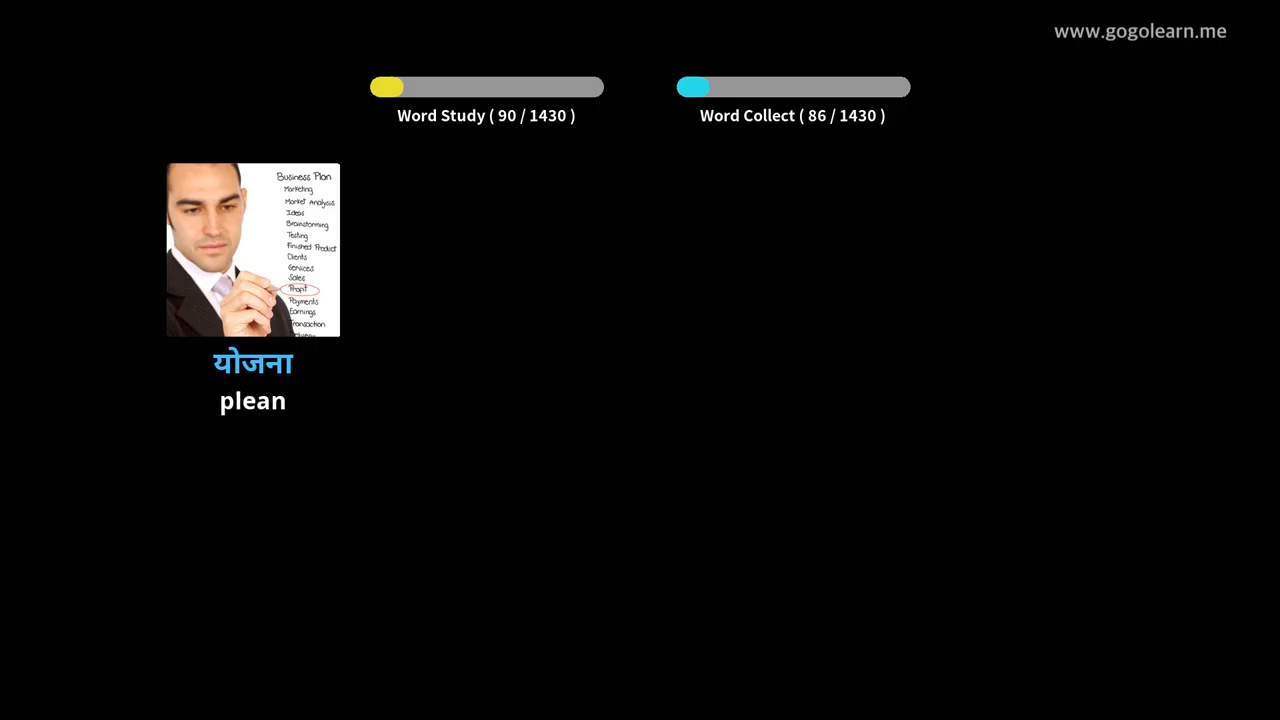 www.gogolearn.me
Word Study ( 90 / 1430 )
Word Collect ( 86 / 1430 )
Business Plan
Marketing
Market Analysis
Ideas
Brainstorming
Testing
Finished Product
Clients
Services
Sales
Profit
Payments
Earnings
Transaction
योजना
plean